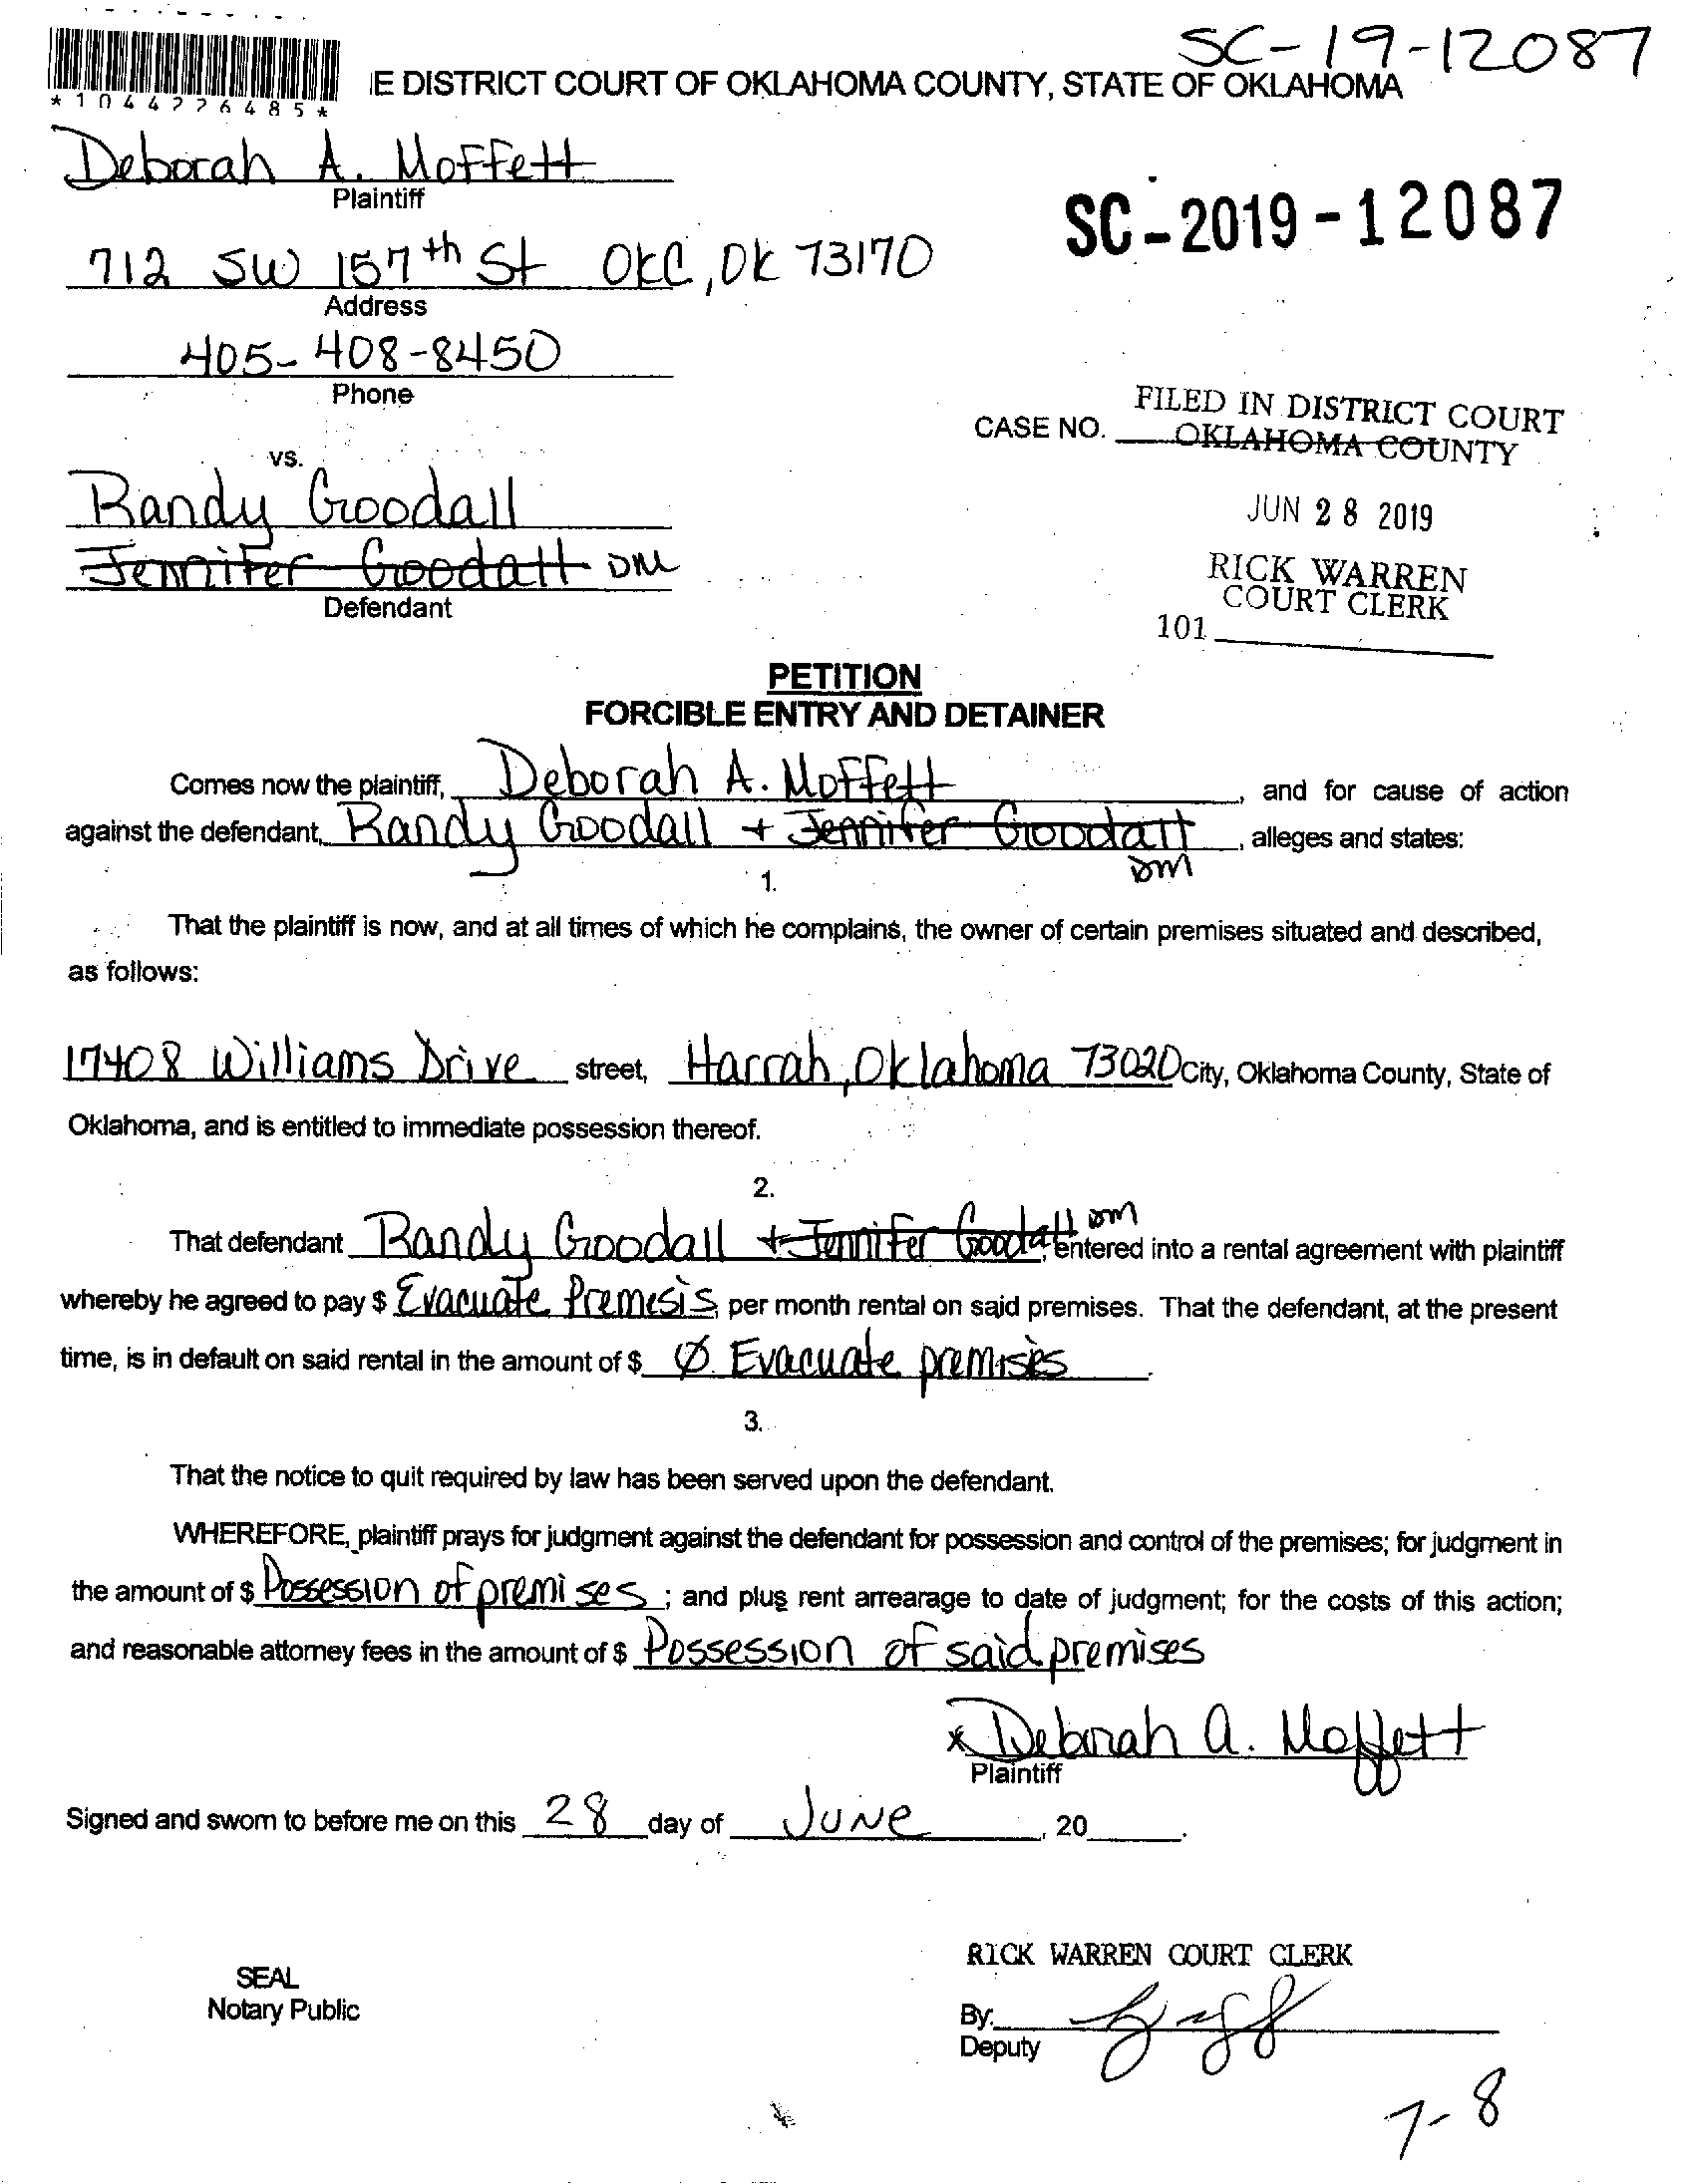 SC-19-12087
E DISTRICT COURT OF OKLAHOMA COUNTY, STATE OF OKLAHOMA
*1044226485*
Deborah A. Moffett
Plaintiff
SC-2019-12087
712 SW 157th St OKC, OK 73170
Address
405-408-8450
Phone
FILED IN DISTRICT COURT
CASE NO. OKLAHOMA COUNTY
vs.
Randy Goodall
JUN 28 2019
Jennifer Goodall DM
RICK WARREN
Defendant
COURT CLERK
101
PETITION
FORCIBLE ENTRY AND DETAINER
Comes now the plaintiff, Deborah A. Moffett, and for cause of action
against the defendant, Randy Goodall + Jennifer Goodall, alleges and states:
DM
1.
That the plaintiff is now, and at all times of which he complains, the owner of certain premises situated and described,
as follows:
17408 Williams Drive street, Harrah, Oklahoma 73020 City, Oklahoma County, State of
Oklahoma, and is entitled to immediate possession thereof.
2.
That defendant Randy Goodall + Jennifer Goodall DM, entered into a rental agreement with plaintiff
whereby he agreed to pay $ Evacuate Premesis, per month rental on said premises. That the defendant, at the present
time, is in default on said rental in the amount of $ Ø. Evacuate premises.
3.
That the notice to quit required by law has been served upon the defendant.
WHEREFORE, plaintiff prays for judgment against the defendant for possession and control of the premises; for judgment in
the amount of $ Possession of premises; and plus rent arrearage to date of judgment; for the costs of this action;
and reasonable attorney fees in the amount of $ Possession of said premises
x Deborah A. Moffett
Plaintiff
Signed and sworn to before me on this 28 day of June, 20 .
RICK WARREN COURT CLERK
SEAL
Notary Public
By:
Deputy
7-8